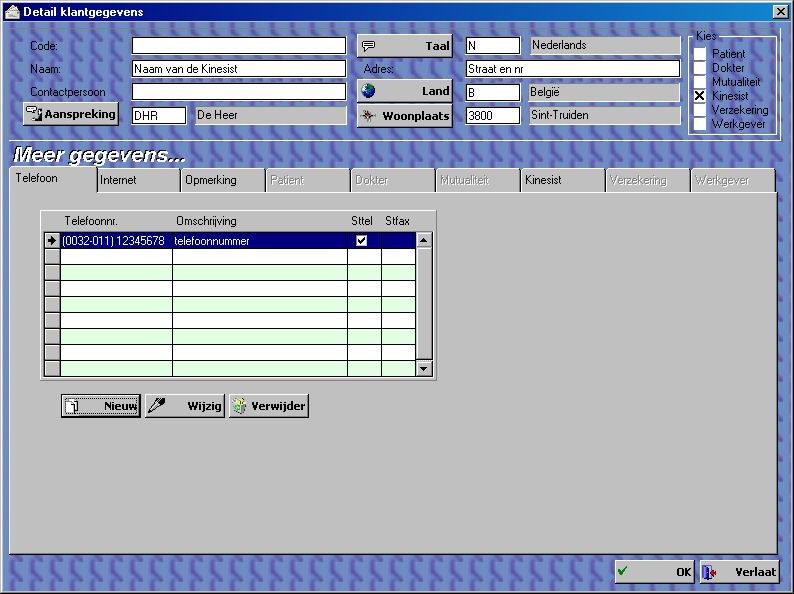 Detail klantgegevens
Kies
Code:
Taal
N
Nederlands
Patiënt
Naam:
Naam van de Kinesist
Adres:
Straat en nr
Dokter
Mutualiteit
Contactpersoon
Land
B
België
Kinesist
Verzekering
Aanspreking
DHR
De Heer
Woonplaats
3800
Sint-Truiden
Werkgever
Meer gegevens...
Telefoon
Internet
Opmerking
Patiënt
Dokter
Mutualiteit
Kinesist
Verzekering
Werkgever
Telefoonnr.
Omschrijving
Sttel
Stfax
(0032-011) 12345678
telefoonnummer
Nieuw
Wijzig
Verwijder
OK
Verlaat